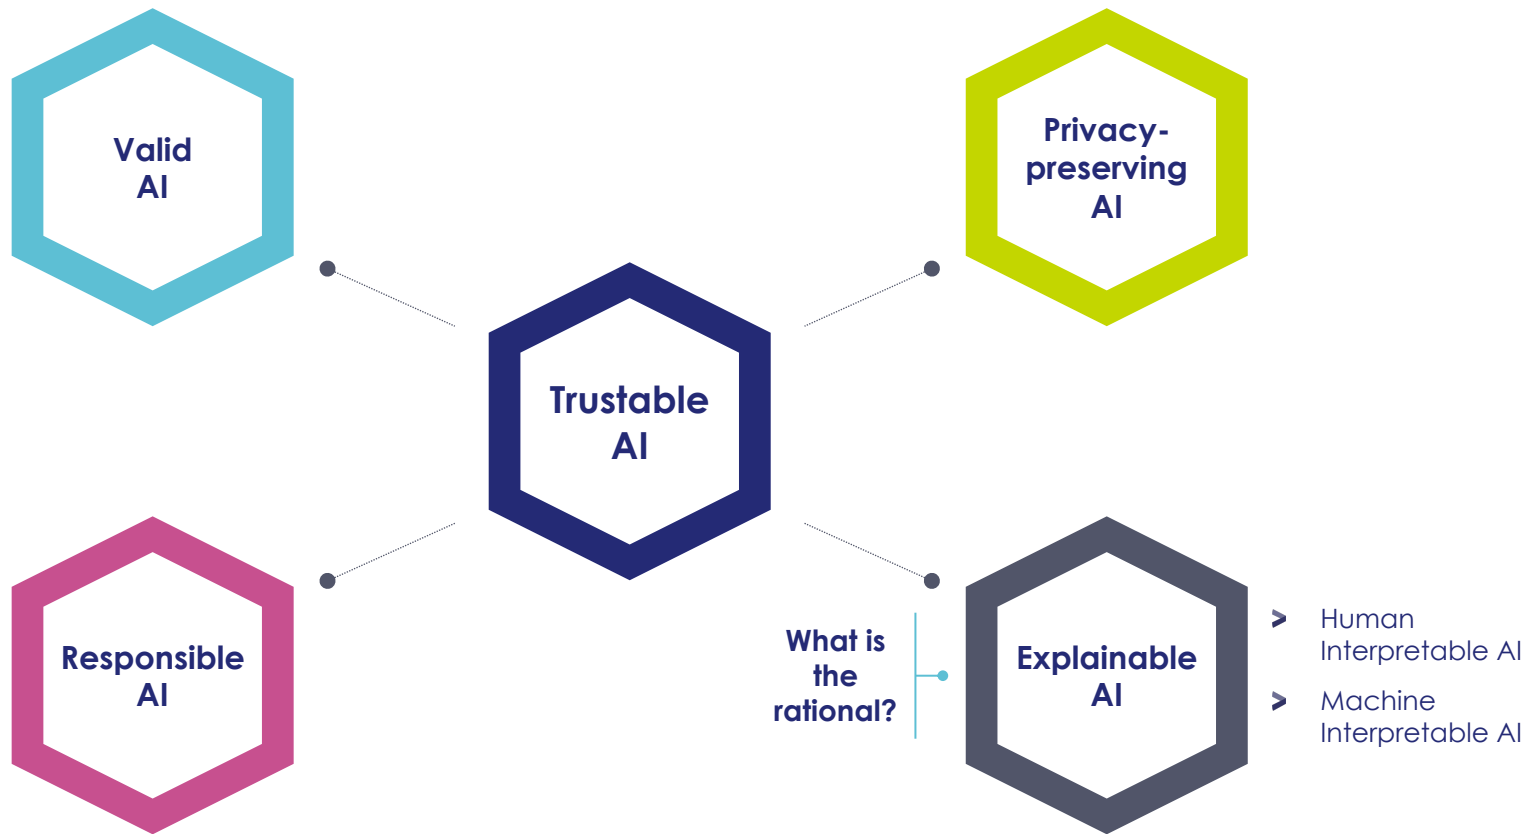 Valid
AI
Privacy-
preserving
AI
Trustable
AI
Responsible
AI
What is
the
rational?
Explainable
AI
> Human
Interpretable AI
> Machine
Interpretable AI